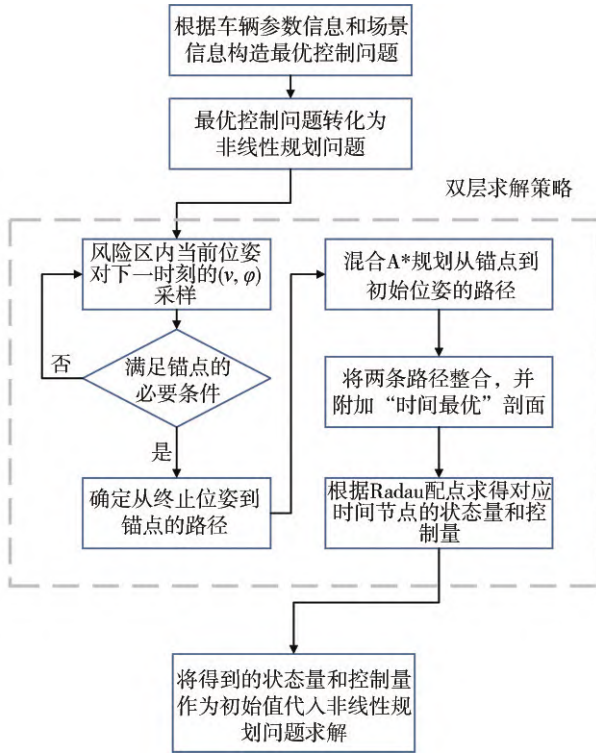 根据车辆参数信息和场景
信息构造最优控制问题
最优控制问题转化为
非线性规划问题
双层求解策略
风险区内当前位姿
对下一时刻的(v, φ)
采样
否
满足锚点的
必要条件
是
确定从终止位姿到
锚点的路径
混合A*规划从锚点到
初始位姿的路径
将两条路径整合，并
附加“时间最优”剖面
根据Radau配点求得对应
时间节点的状态量和控
制量
将得到的状态量和控制量
作为初始值代入非线性规
划问题求解